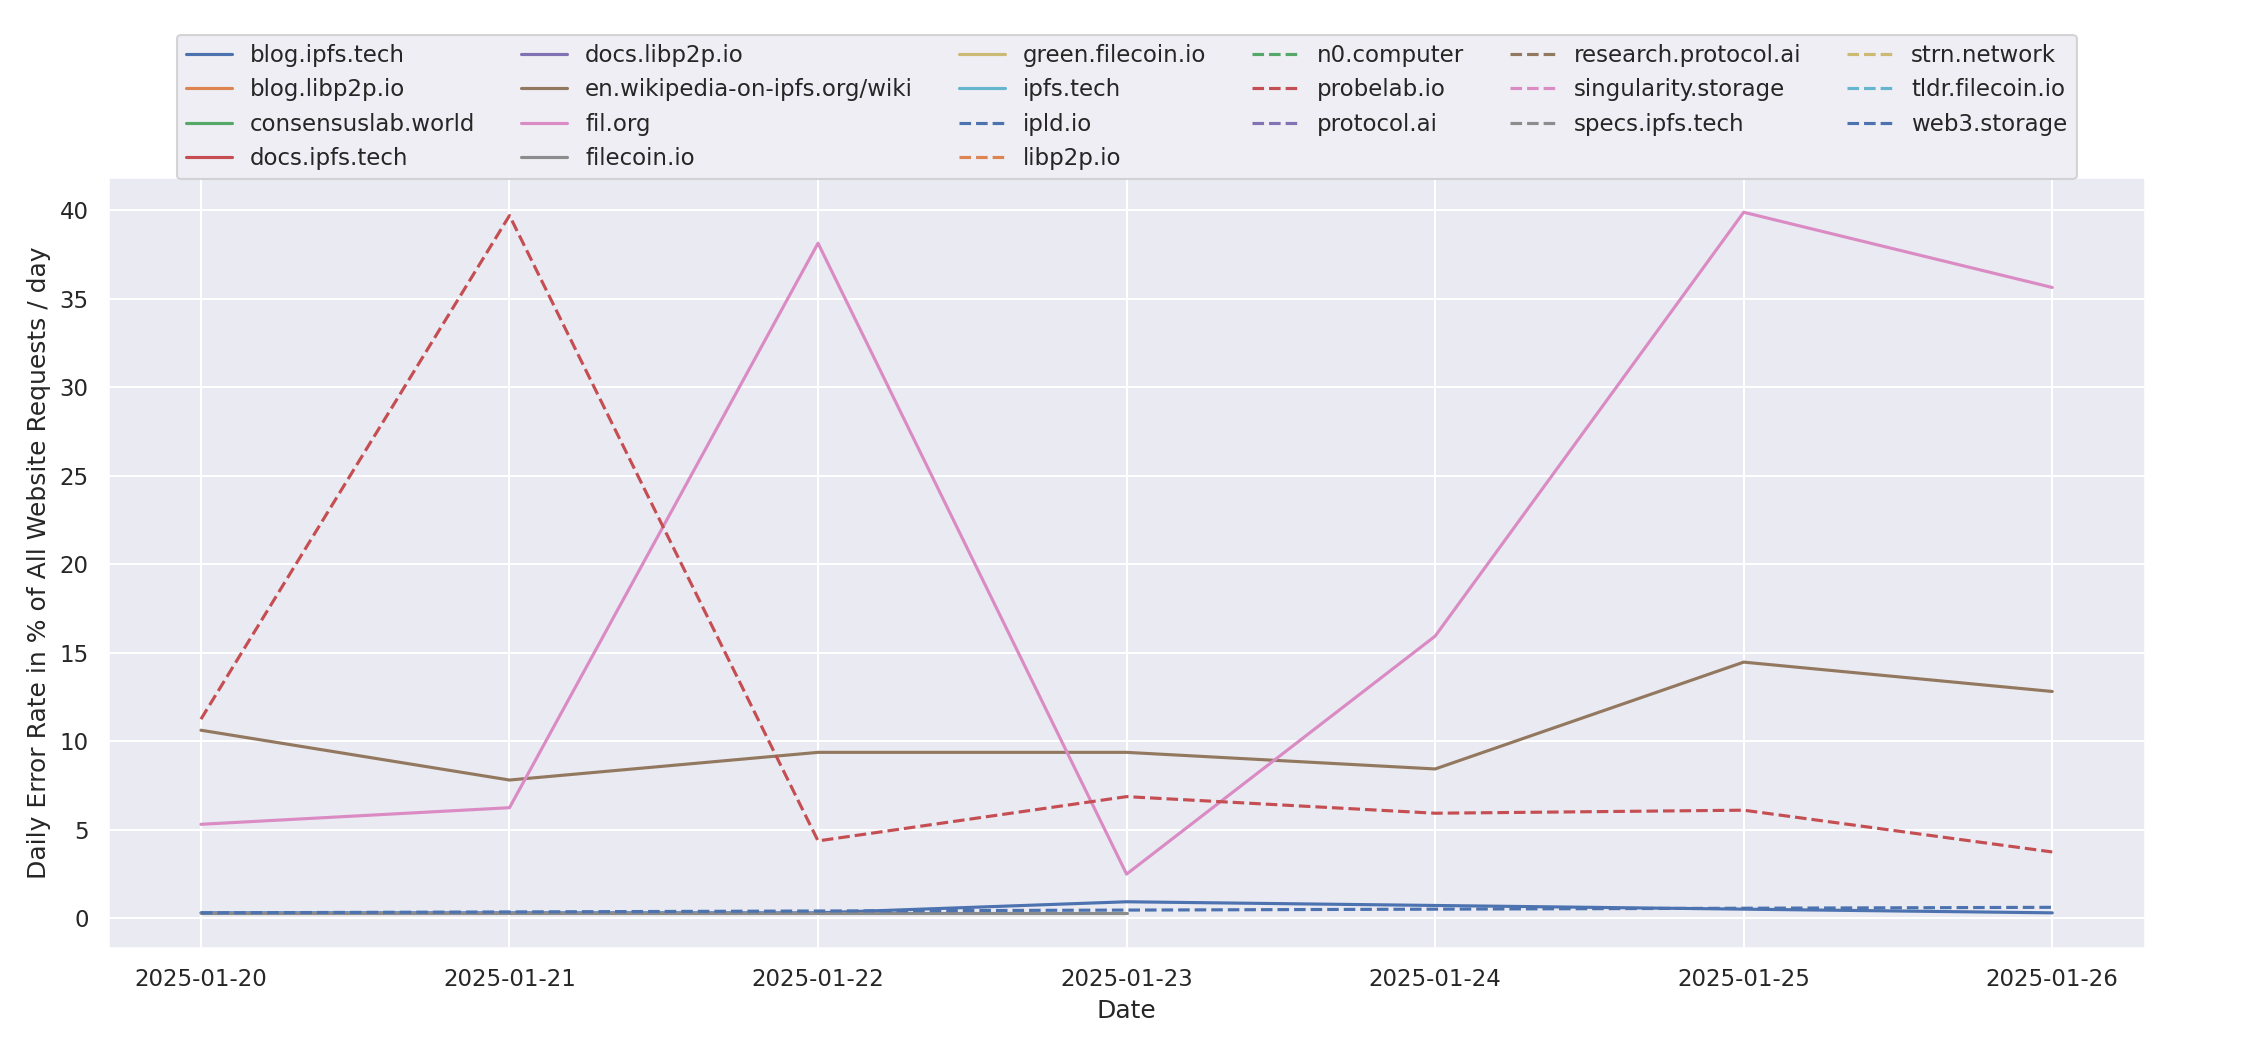 blog.ipfs.tech
blog.libp2p.io
consensuslab.world
docs.ipfs.tech
docs.libp2p.io
en.wikipedia-on-ipfs.org/wiki
fil.org
filecoin.io
green.filecoin.io
ipfs.tech
ipld.io
libp2p.io
n0.computer
probelab.io
protocol.ai
research.protocol.ai
singularity.storage
specs.ipfs.tech
strn.network
tldr.filecoin.io
web3.storage
Daily Error Rate in % of All Website Requests / day
40
35
30
25
20
15
10
5
0
2025-01-20
2025-01-21
2025-01-22
2025-01-23
2025-01-24
2025-01-25
2025-01-26
Date